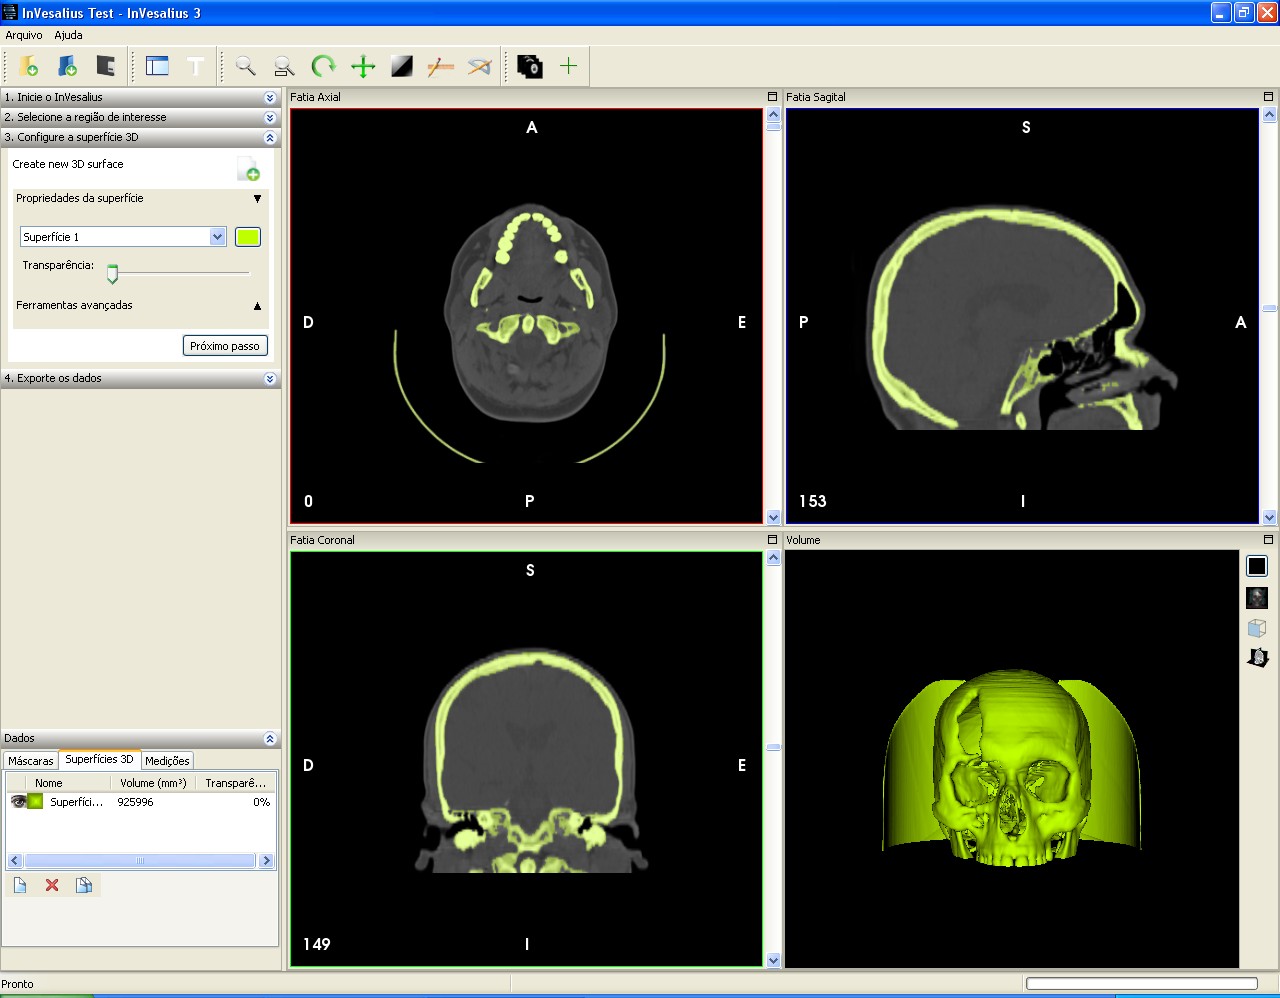 InVesalius Test - InVesalius 3
Arquivo Ajuda
1. Inicie o InVesalius
2. Selecione a região de interesse
3. Configure a superfície 3D
Create new 3D surface
Propriedades da superfície
Superfície 1
Transparência:
Ferramentas avançadas
Próximo passo
4. Exporte os dados
Dados
Máscaras Superfícies 3D Medições
Nome Volume (mm³) Transparê...
Superfíci... 925996 0%
Fatia Axial
A
D E
0 P
Fatia Sagital
S
P A
153 I
Fatia Coronal
S
D E
149 I
Volume
Pronto